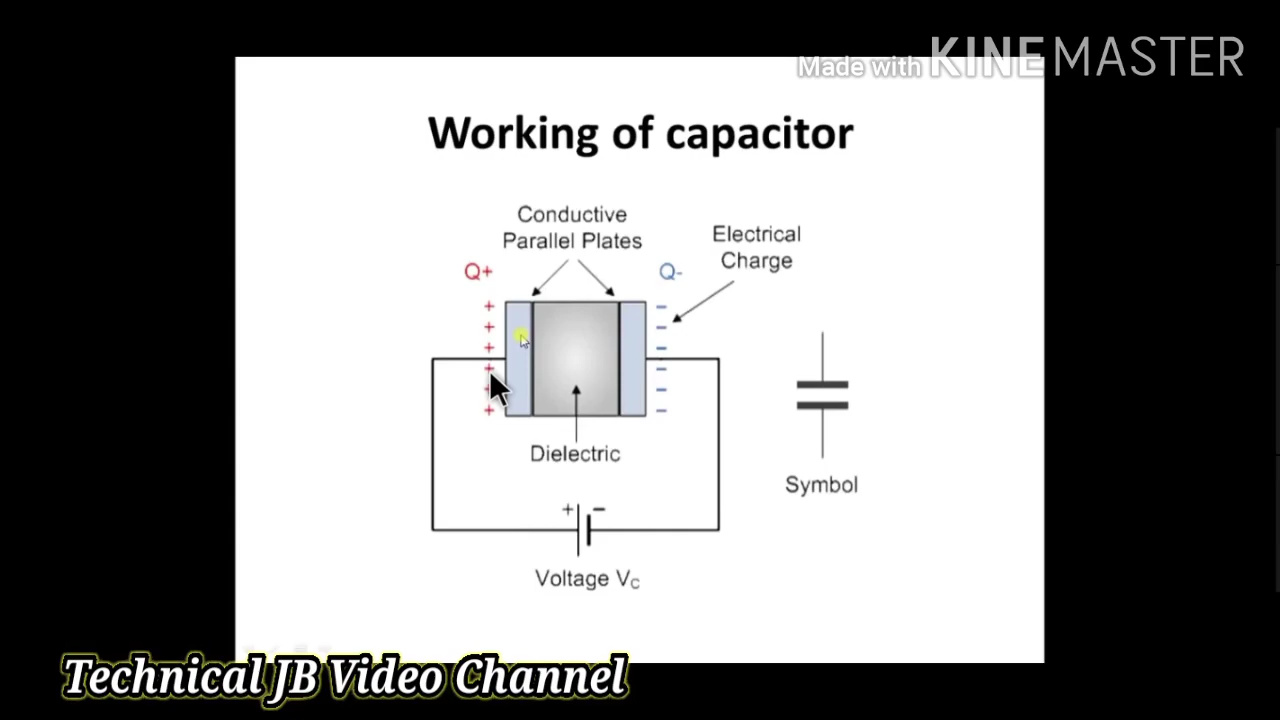 Made with KINEMASTER
Working of capacitor
Conductive
Parallel Plates
Electrical
Charge
Q+
Q-
+
+
+
+
+
+
−
−
−
−
−
−
Dielectric
Symbol
+ −
Voltage VC
Technical JB Video Channel